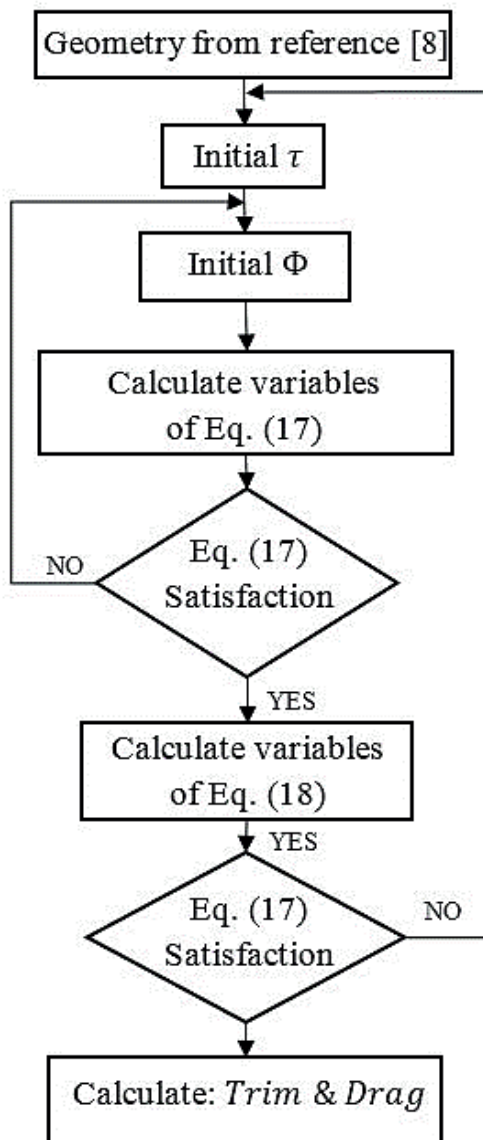 Geometry from reference [8]
Initial τ
Initial Φ
Calculate variables
of Eq. (17)
Eq. (17)
Satisfaction
NO
YES
Calculate variables
of Eq. (18)
YES
Eq. (17)
Satisfaction
NO
Calculate: Trim & Drag